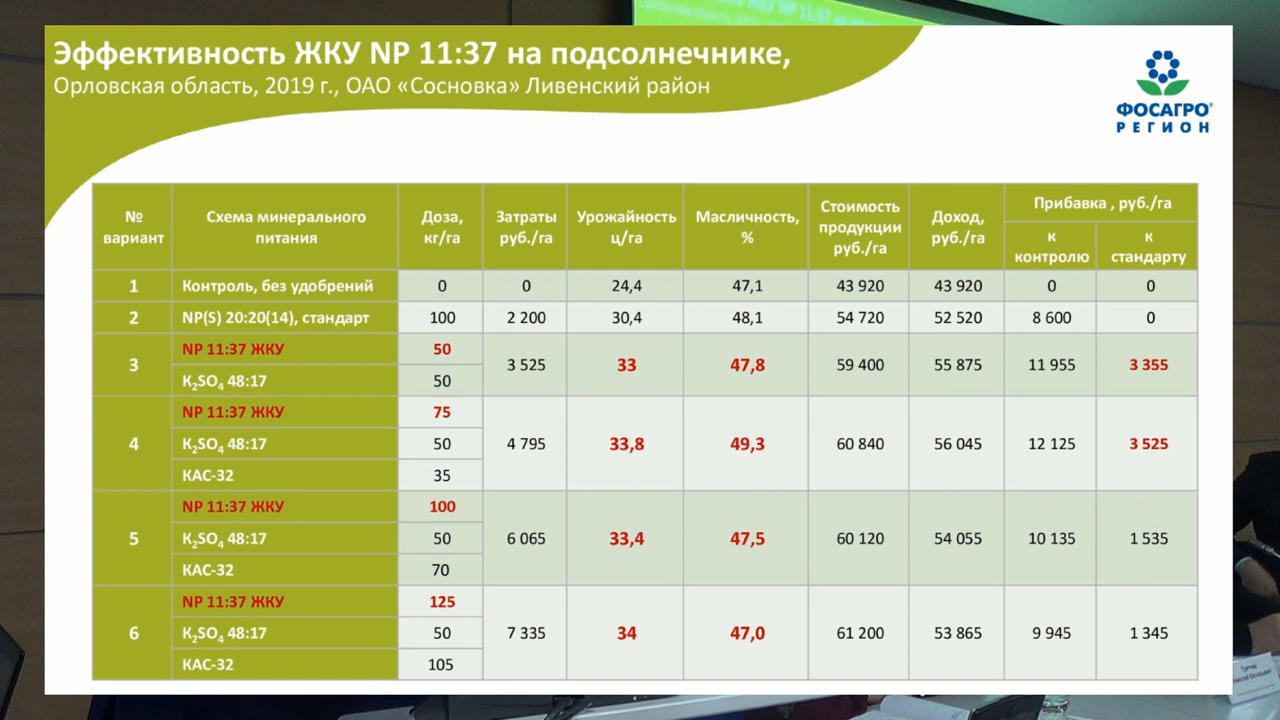 Эффективность ЖКУ NP 11:37 на подсолнечнике,
Орловская область, 2019 г., ОАО «Сосновка» Ливенский район
ФОСАГРО®
РЕГИОН
№ вариант Схема минерального питания Доза, кг/га Затраты руб./га Урожайность ц/га Масличность, % Стоимость продукции руб./га Доход, руб./га Прибавка , руб./га
к контролю к стандарту
1 Контроль, без удобрений 0 0 24,4 47,1 43 920 43 920 0 0
2 NP(S) 20:20(14), стандарт 100 2 200 30,4 48,1 54 720 52 520 8 600 0
3 NP 11:37 ЖКУ 50 3 525 33 47,8 59 400 55 875 11 955 3 355
K₂SO₄ 48:17 50
4 NP 11:37 ЖКУ 75 4 795 33,8 49,3 60 840 56 045 12 125 3 525
K₂SO₄ 48:17 50
КАС-32 35
5 NP 11:37 ЖКУ 100 6 065 33,4 47,5 60 120 54 055 10 135 1 535
K₂SO₄ 48:17 50
КАС-32 70
6 NP 11:37 ЖКУ 125 7 335 34 47,0 61 200 53 865 9 945 1 345
K₂SO₄ 48:17 50
КАС-32 105